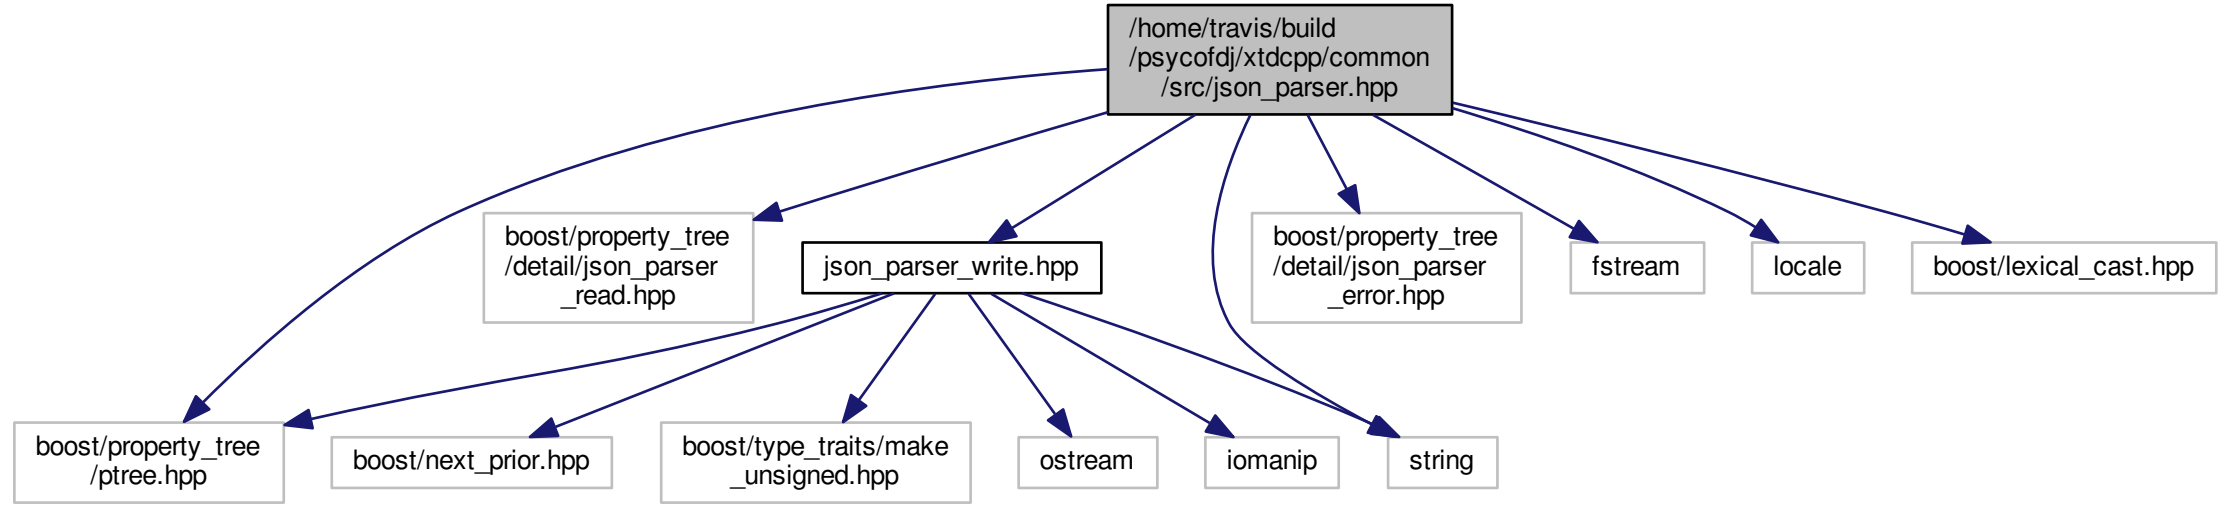 /home/travis/build
/psycofdj/xtdcpp/common
/src/json_parser.hpp
boost/property_tree
/detail/json_parser
_read.hpp
json_parser_write.hpp
boost/property_tree
/detail/json_parser
_error.hpp
fstream
locale
boost/lexical_cast.hpp
boost/property_tree
/ptree.hpp
boost/next_prior.hpp
boost/type_traits/make
_unsigned.hpp
ostream
iomanip
string